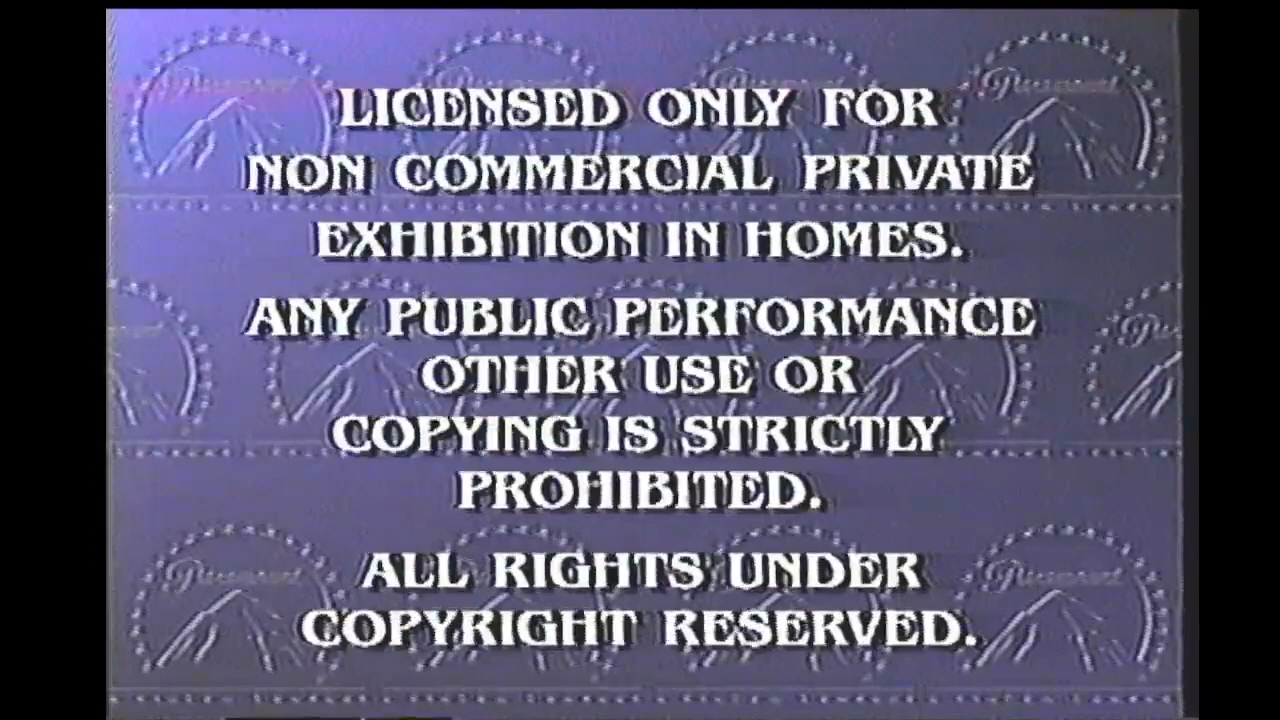 LICENSED ONLY FOR
NON COMMERCIAL PRIVATE
EXHIBITION IN HOMES.
ANY PUBLIC PERFORMANCE
OTHER USE OR
COPYING IS STRICTLY
PROHIBITED.
ALL RIGHTS UNDER
COPYRIGHT RESERVED.